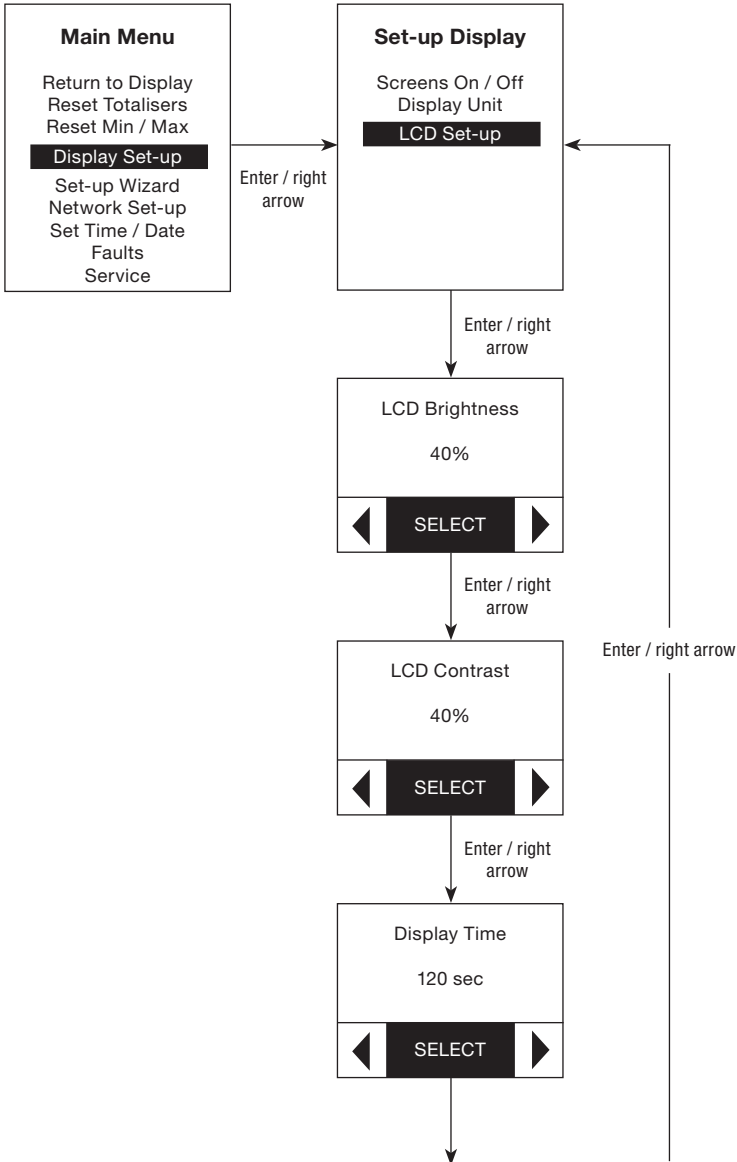 Main Menu
Return to Display
Reset Totalisers
Reset Min / Max
Display Set-up
Set-up Wizard
Network Set-up
Set Time / Date
Faults
Service
Enter / right
arrow
Set-up Display
Screens On / Off
Display Unit
LCD Set-up
Enter / right
arrow
LCD Brightness
40%
SELECT
Enter / right
arrow
LCD Contrast
40%
SELECT
Enter / right arrow
Enter / right
arrow
Display Time
120 sec
SELECT